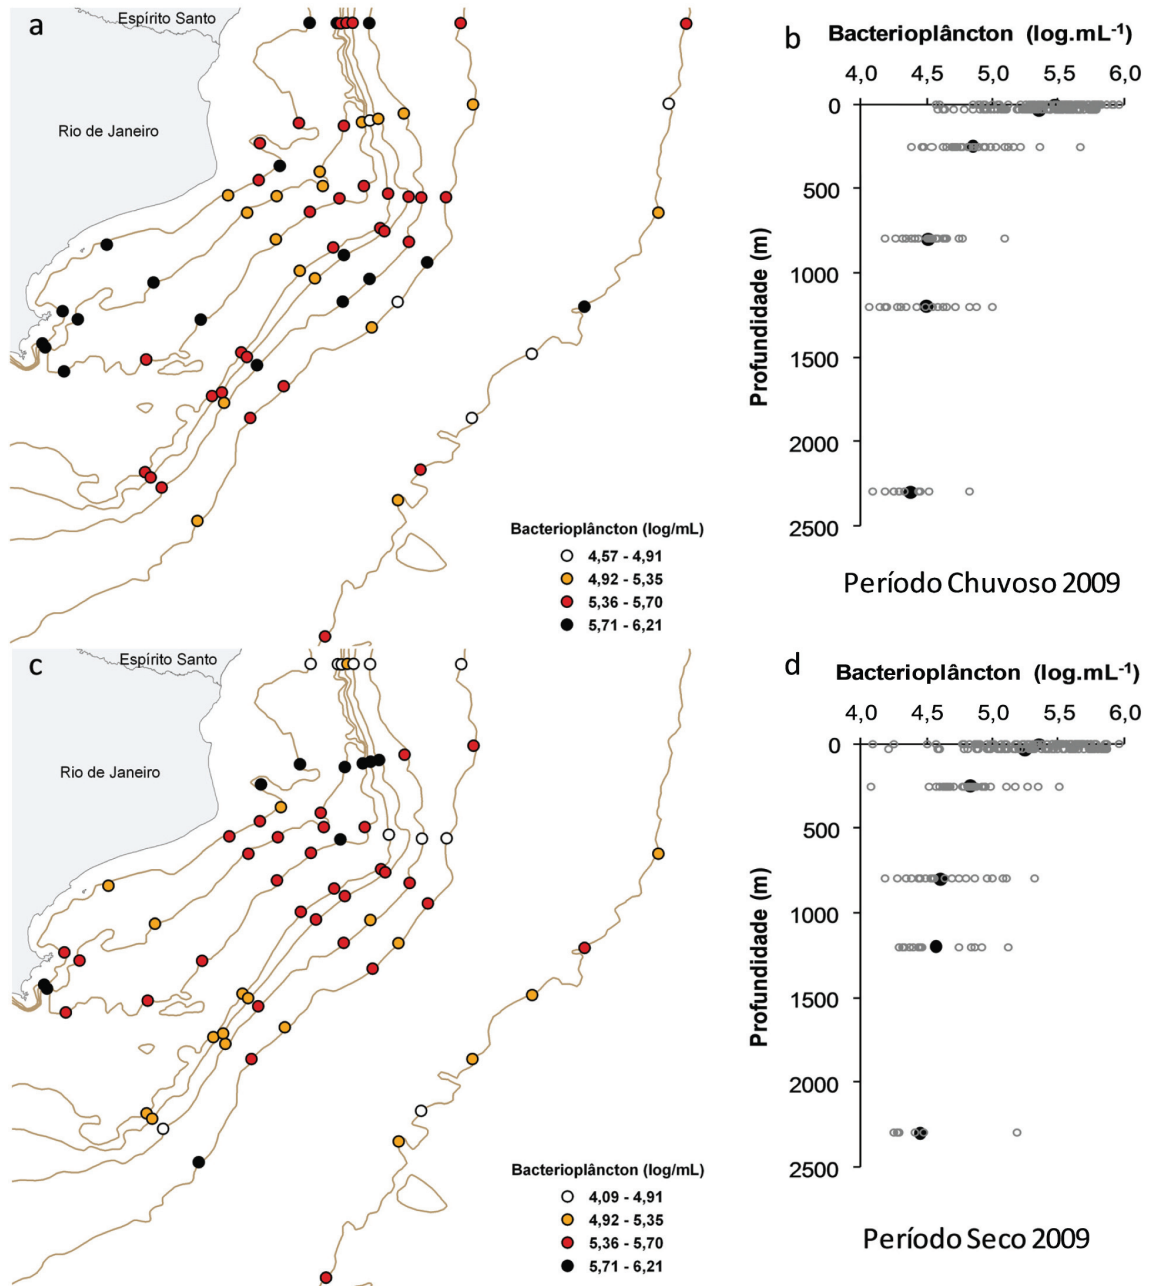 a
Espírito Santo
Rio de Janeiro
Bacterioplâncton (log/mL)
4,57 - 4,91
4,92 - 5,35
5,36 - 5,70
5,71 - 6,21
b
Bacterioplâncton (log.mL-1)
4,0 4,5 5,0 5,5 6,0
0
500
1000
1500
2000
2500
Profundidade (m)
Período Chuvoso 2009
c
Espírito Santo
Rio de Janeiro
Bacterioplâncton (log/mL)
4,09 - 4,91
4,92 - 5,35
5,36 - 5,70
5,71 - 6,21
d
Bacterioplâncton (log.mL-1)
4,0 4,5 5,0 5,5 6,0
0
500
1000
1500
2000
2500
Profundidade (m)
Período Seco 2009